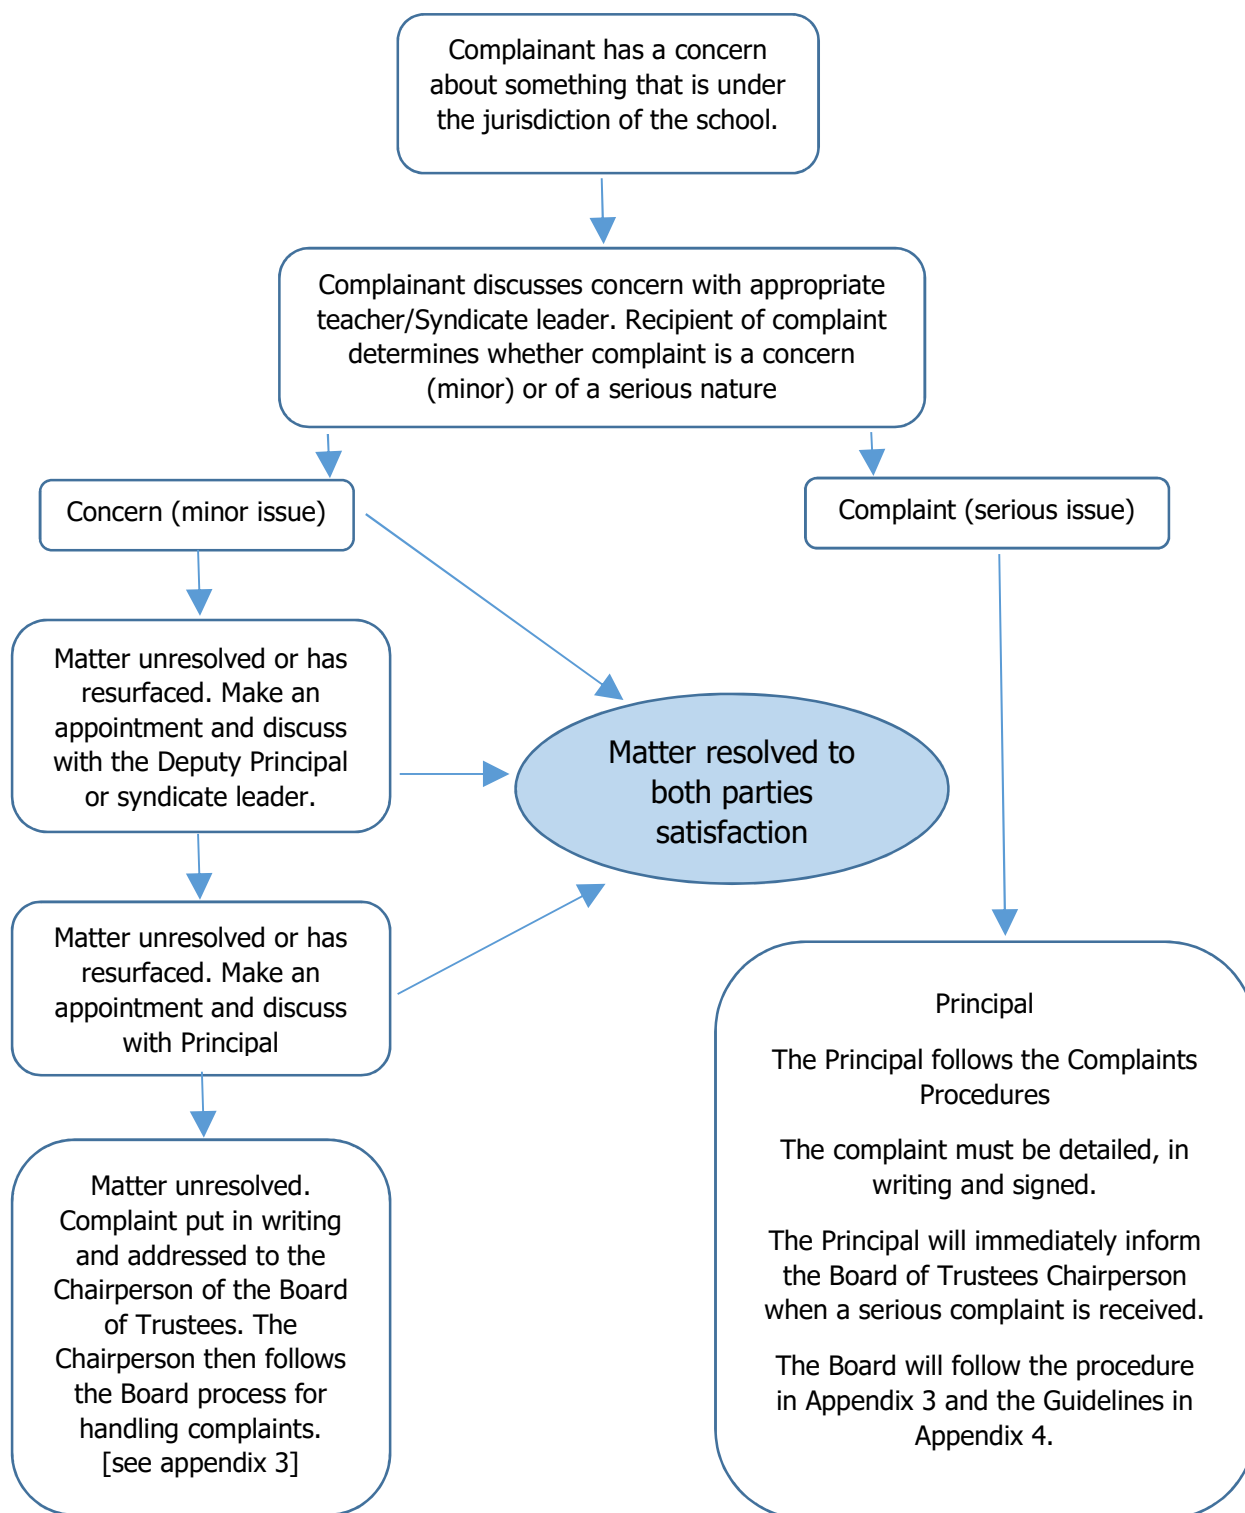 Complainant has a concern
about something that is under
the jurisdiction of the school.
Complainant discusses concern with appropriate
teacher/Syndicate leader. Recipient of complaint
determines whether complaint is a concern
(minor) or of a serious nature
Concern (minor issue)
Complaint (serious issue)
Matter unresolved or has
resurfaced. Make an
appointment and discuss
with the Deputy Principal
or syndicate leader.
Matter resolved to
both parties
satisfaction
Matter unresolved or has
resurfaced. Make an
appointment and discuss
with Principal
Principal
The Principal follows the Complaints
Procedures
The complaint must be detailed, in
writing and signed.
The Principal will immediately inform
the Board of Trustees Chairperson
when a serious complaint is received.
The Board will follow the procedure
in Appendix 3 and the Guidelines in
Appendix 4.
Matter unresolved.
Complaint put in writing
and addressed to the
Chairperson of the Board
of Trustees. The
Chairperson then follows
the Board process for
handling complaints.
[see appendix 3]